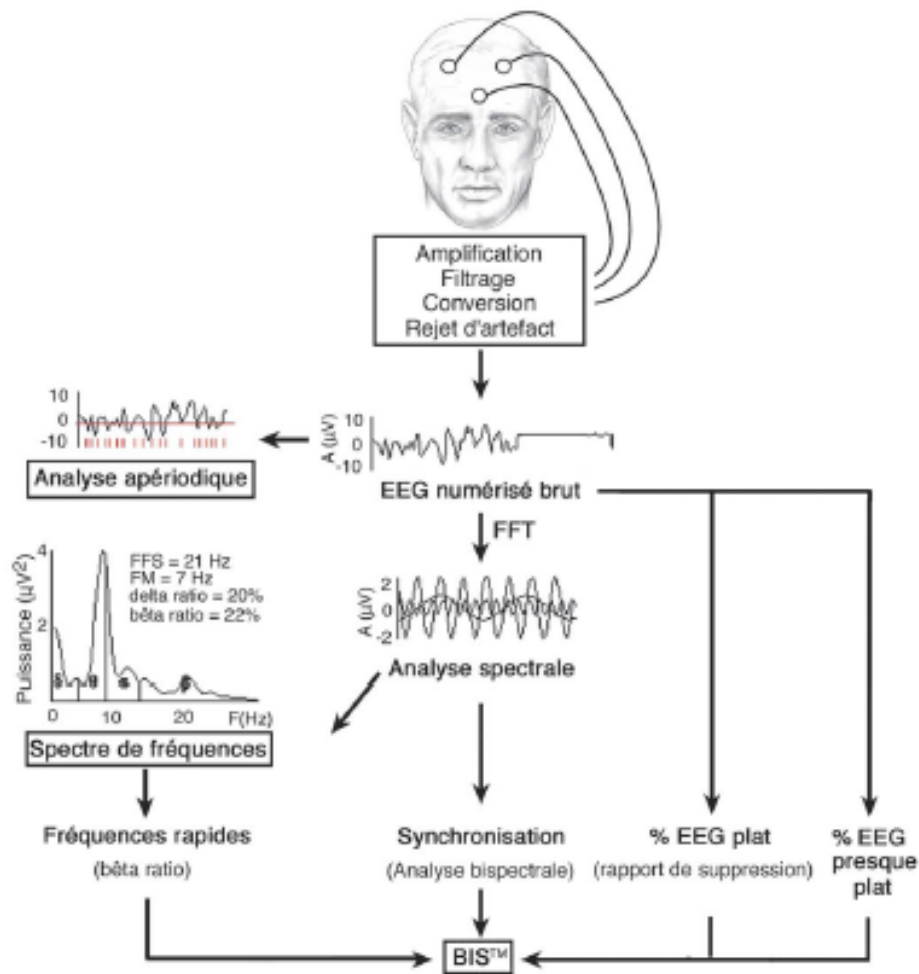 Amplification
Filtrage
Conversion
Rejet d'artefact
10
0
-10
Analyse apériodique
A (µV)
10
0
-10
EEG numérisé brut
FFT
Puissance (µV²)
4
2
FFS = 21 Hz
FM = 7 Hz
delta ratio = 20%
bêta ratio = 22%
0
10
20
F(Hz)
Spectre de fréquences
A (µV)
2
0
-2
Analyse spectrale
Fréquences rapides
(bêta ratio)
Synchronisation
(Analyse bispectrale)
% EEG plat
(rapport de suppression)
% EEG
presque
plat
BIS™